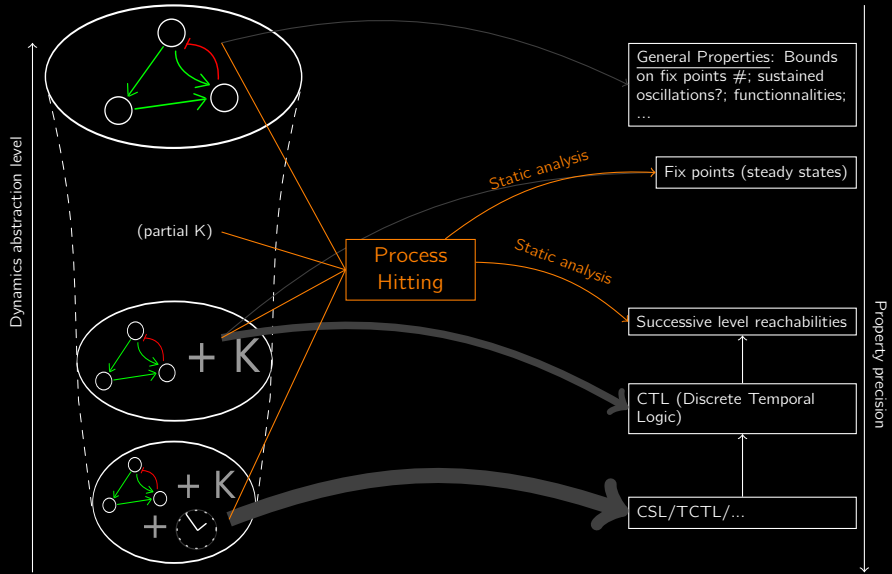 Dynamics abstraction level
General Properties: Bounds
on fix points #; sustained
oscillations?; functionnalities;
...
Static analysis
Fix points (steady states)
(partial K)
Process
Hitting
Static analysis
Successive level reachabilities
+ K
CTL (Discrete Temporal
Logic)
+ K
+
CSL/TCTL/...
Property precision